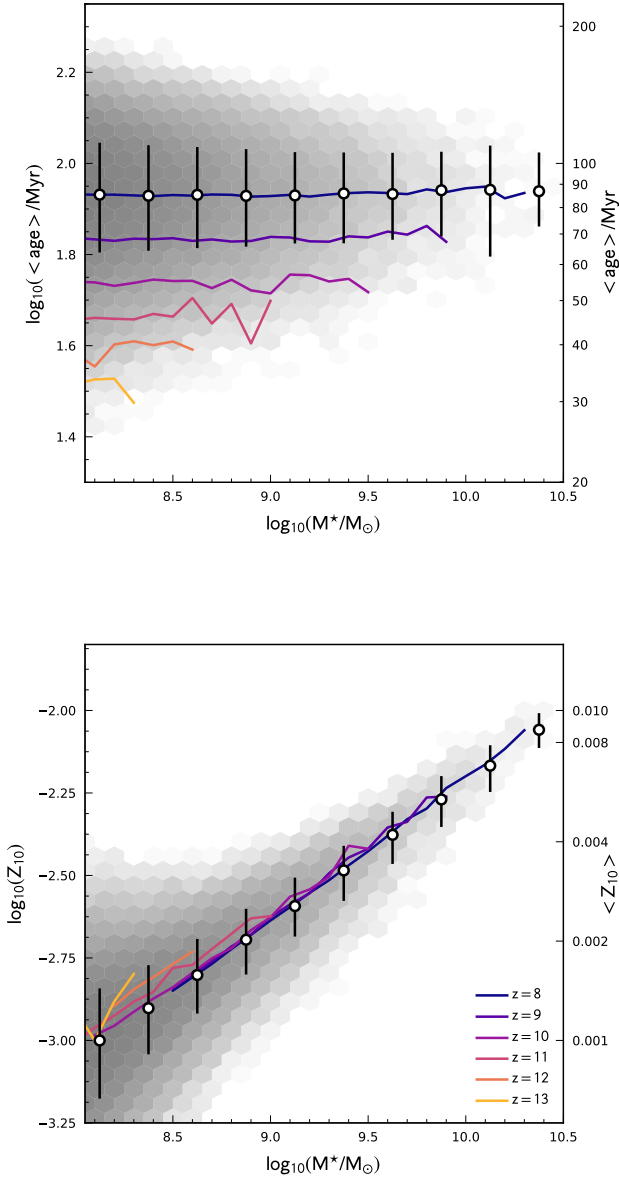 2.2
2.0
1.8
1.6
1.4
log₁₀(<age>/Myr)
200
100
90
80
70
60
50
40
30
20
<age>/Myr
8.5 9.0 9.5 10.0 10.5
log₁₀(M⋆/M⊙)
−2.00
−2.25
−2.50
−2.75
−3.00
−3.25
log₁₀(Z₁₀)
0.010
0.008
0.004
0.002
0.001
<Z₁₀>
z=8
z=9
z=10
z=11
z=12
z=13
8.5 9.0 9.5 10.0 10.5
log₁₀(M⋆/M⊙)